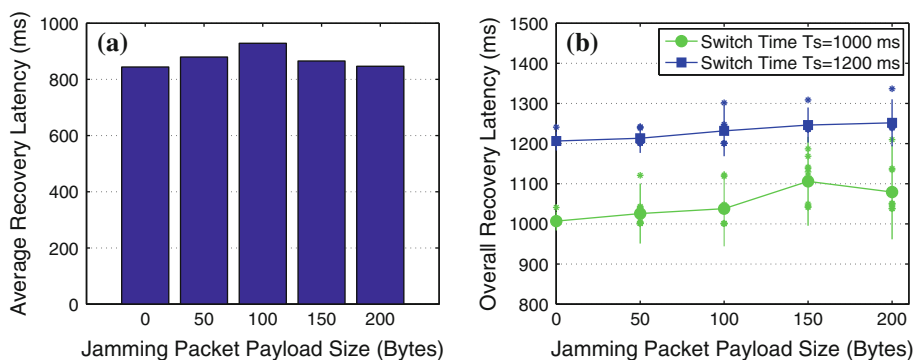 (a)
Average Recovery Latency (ms)
1000
800
600
400
200
0
0 50 100 150 200
Jamming Packet Payload Size (Bytes)
(b)
Switch Time Ts=1000 ms
Switch Time Ts=1200 ms
Overall Recovery Latency (ms)
1500
1400
1300
1200
1100
1000
900
800
0 50 100 150 200
Jamming Packet Payload Size (Bytes)